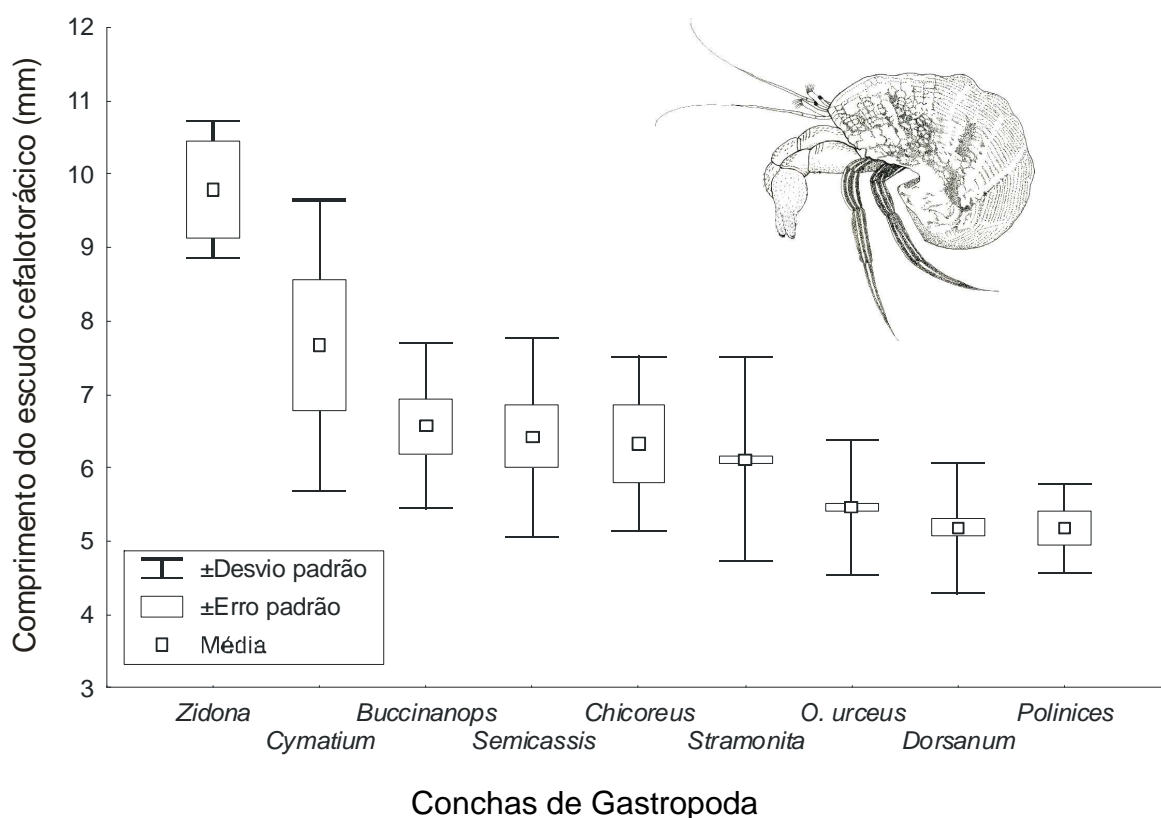 Comprimento do escudo cefalotorácico (mm)
12
11
10
9
8
7
6
5
4
3
±Desvio padrão
±Erro padrão
Média
Zidona
Cymatium
Buccinanops
Semicassis
Chicoreus
Stramonita
O. urceus
Dorsanum
Polinices
Conchas de Gastropoda